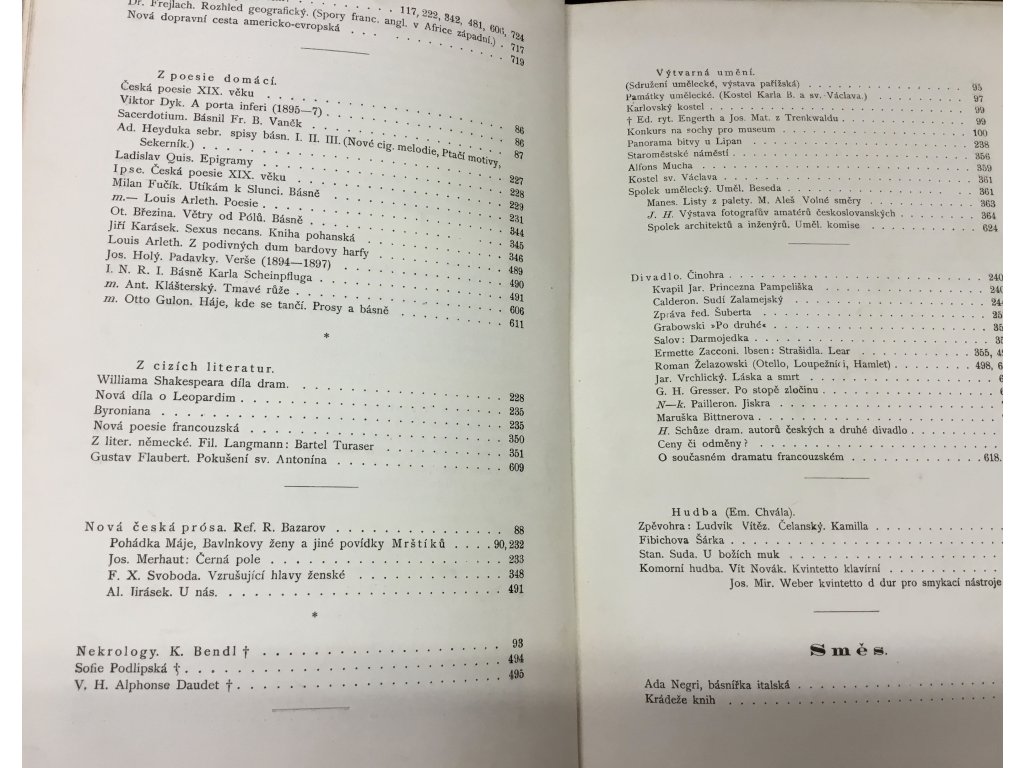 117, 222, 342, 481, 606, 724
Dr. Frejlach. Rozhled geografický. (Spory franc. angl. v Africe západní.) . 717
Nová dopravní cesta americko-evropská . . . 719
Z poesie domácí.
Česká poesie XIX. věku
Viktor Dyk. A porta inferi (1895—7) . . . 86
Sacerdotium. Básnil Fr. B. Vaněk . . . 86
Ad. Heyduka sebr. spisy básn. I. II. III. (Nové cig. melodie, Ptačí motivy, 87
Sekerník.) . . .
Ladislav Quis. Epigramy . . . 227
Ipse. Česká poesie XIX. věku . . . 228
Milan Fučík. Utíkám k Slunci. Básně . . . 229
m.— Louis Arleth. Poesie . . . 231
Ot. Březina. Větry od Pólů. Básně . . . 344
Jiří Karásek. Sexus necans. Kniha pohanská . . . 345
Louis Arleth. Z podivných dum bardovy harfy . . . 346
Jos. Holý. Padavky. Verše (1894—1897) . . . 489
I. N. R. I. Básně Karla Scheinpfluga . . . 490
m. Ant. Klášterský. Tmavé růže . . . 491
m. Otto Gulon. Háje, kde se tančí. Prosy a básně . . . 606
611
*
Z cizích literatur.
Williama Shakespeara díla dram. . . .
Nová díla o Leopardim . . . 228
Byroniana . . . 235
Nová poesie francouzská . . . 235
Z liter. německé. Fil. Langmann: Bartel Turaser . . . 350
Gustav Flaubert. Pokušení sv. Antonína . . . 351
609
Nová česká prósa. Ref. R. Bazarov . . . 88
Pohádka Máje, Bavlnkovy ženy a jiné povídky Mrštíků . . . . 90, 232
Jos. Merhaut: Černá pole . . . 233
F. X. Svoboda. Vzrušující hlavy ženské . . . 348
Al. Jirásek. U nás. . . . 491
*
Nekrology. K. Bendl † . . . 93
Sofie Podlipská † . . . 494
V. H. Alphonse Daudet † . . . 495
Výtvarná umění.
(Sdružení umělecké, výstava pařížská) . . . 95
Památky umělecké. (Kostel Karla B. a sv. Václava.) . . . 97
Karlovský kostel . . . 99
† Ed. ryt. Engerth a Jos. Mat. z Trenkwaldu . . . 99
Konkurs na sochy pro museum . . . 100
Panorama bitvy u Lipan . . . 238
Staroměstské náměstí . . . 356
Alfons Mucha . . . 359
Kostel sv. Václava . . . 361
Spolek umělecký. Uměl. Beseda . . . 361
Manes. Listy z palety. M. Aleš Volné směry . . . 363
J. H. Výstava fotografův amatérů českoslovanských . . . 364
Spolek architektů a inženýrů. Uměl. komise . . . 624
Divadlo. Činohra . . . 240
Kvapil Jar. Princezna Pampeliška . . . 240
Calderon. Sudí Zalamejský . . . 244
Zpráva řed. Šuberta . . . 25
Grabowski »Po druhé« . . . 35
Salov: Darmojedka . . . 35
Ermette Zacconi. Ibsen: Strašidla. Lear . . . 355, 4
Roman Żelazowski (Otello, Loupežníci, Hamlet) . . . 498, 6
Jar. Vrchlický. Láska a smrt . . . 6
G. H. Gresser. Po stopě zločinu . . . 6
N—k. Pailleron. Jiskra . . .
Maruška Bittnerova . . .
H. Schůze dram. autorů českých a druhé divadlo . . .
Ceny či odměny? . . .
O současném dramatu francouzském . . . 618.
Hudba (Em. Chvála).
Zpěvohra: Ludvík Vítěz. Čelanský. Kamilla . . .
Fibichova Šárka . . .
Stan. Suda. U božích muk . . .
Komorní hudba. Vít Novák. Kvintetto klavírní . . .
Jos. Mir. Weber kvintetto d dur pro smykací nástroje
Směs.
Ada Negri, básnířka italská . . .
Krádeže knih . . .